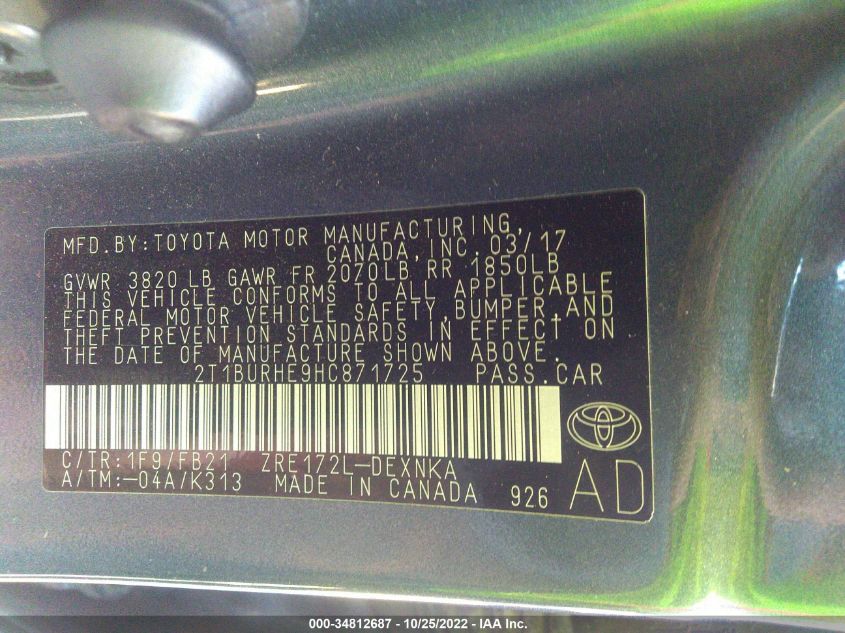 MFD.BY:TOYOTA MOTOR MANUFACTURING,
CANADA,INC.03/17
GVWR 3820 LB GAWR FR 2070LB RR 1850LB
THIS VEHICLE CONFORMS TO ALL APPLICABLE
FEDERAL MOTOR VEHICLE SAFETY,BUMPER,AND
THEFT PREVENTION STANDARDS IN EFFECT ON
THE DATE OF MANUFACTURE SHOWN ABOVE.
2T1BURHE9HC871725 PASS.CAR
C/TR:1F9/FB21 ZRE172L-DEXNKA
A/TM:-04A/K313 MADE IN CANADA 926 AD
000-34812687 - 10/25/2022 - IAA Inc.